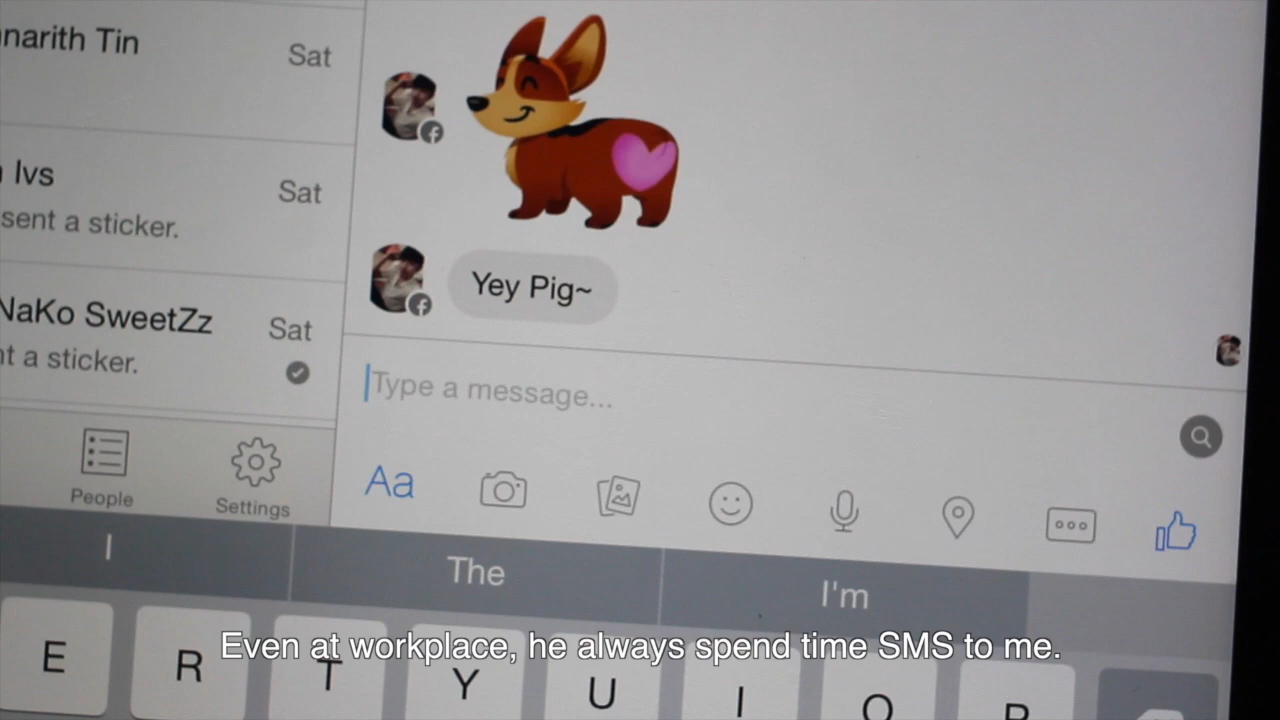 narith Tin
Sat
Ivs
Sat
sent a sticker.
NaKo SweetZz
Sat
t a sticker.
People
Settings
Yey Pig~
Type a message...
Aa
I
The
I'm
E R T Y U I O P
Even at workplace, he always spend time SMS to me.